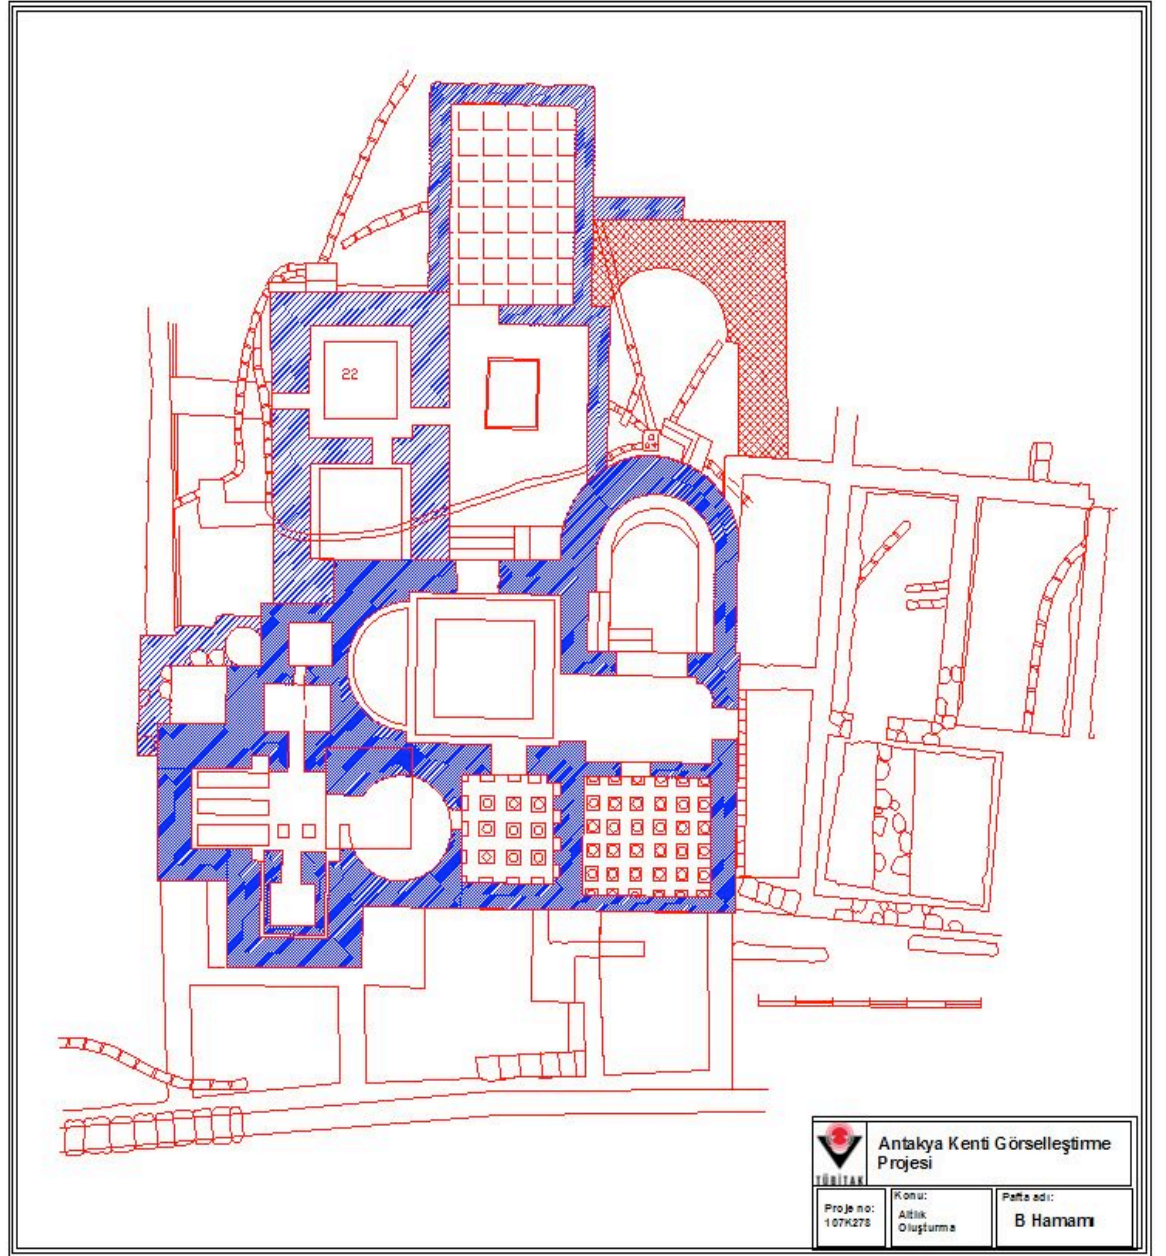 22
Antakya Kenti Görselleştirme
Projesi
TÜBİTAK
Proje no:
107K278
Konu:
Altlık
Oluşturma
Pafta adı:
B Hamamı